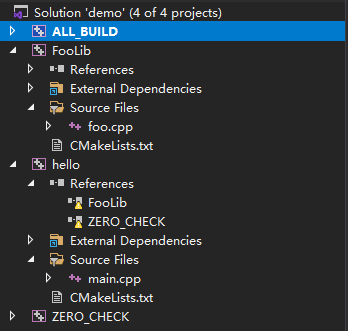 Solution 'demo' (4 of 4 projects)
ALL_BUILD
FooLib
References
External Dependencies
Source Files
foo.cpp
CMakeLists.txt
hello
References
FooLib
ZERO_CHECK
External Dependencies
Source Files
main.cpp
CMakeLists.txt
ZERO_CHECK